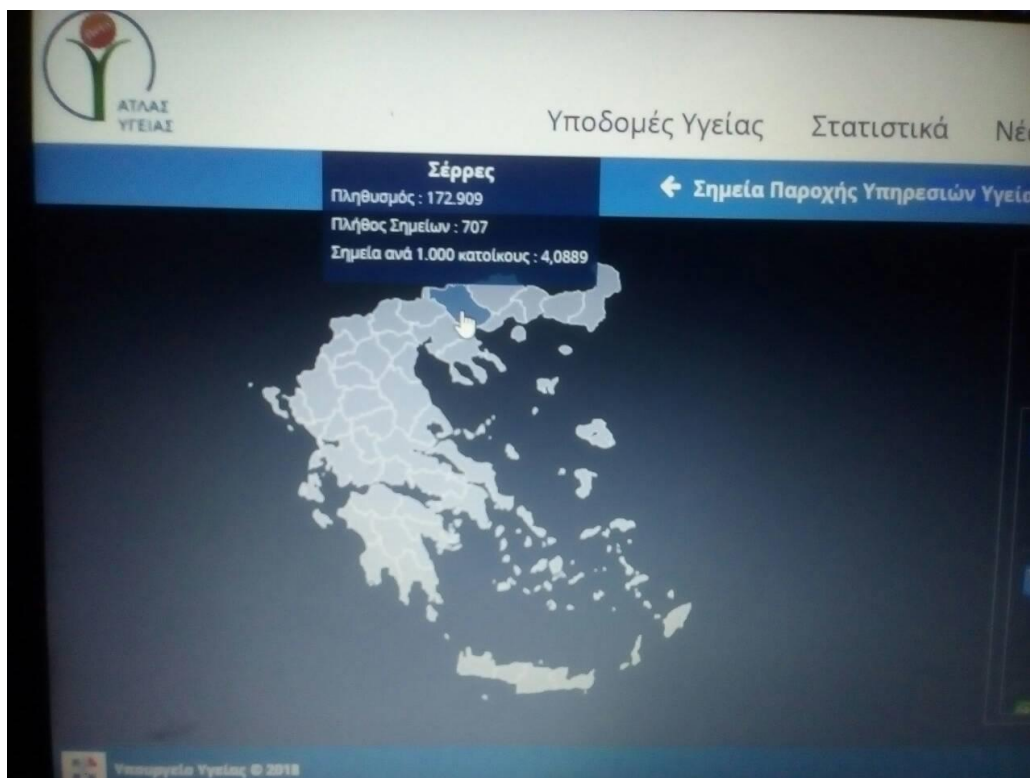 ΑΤΛΑΣ
ΥΓΕΙΑΣ
Υποδομές Υγείας Στατιστικά
Σέρρες
Πληθυσμός : 172.909
Πλήθος Σημείων : 707
Σημεία ανά 1.000 κατοίκους : 4,0889
Σημεία Παροχής Υπηρεσιών
Υπουργείο Υγείας © 2018